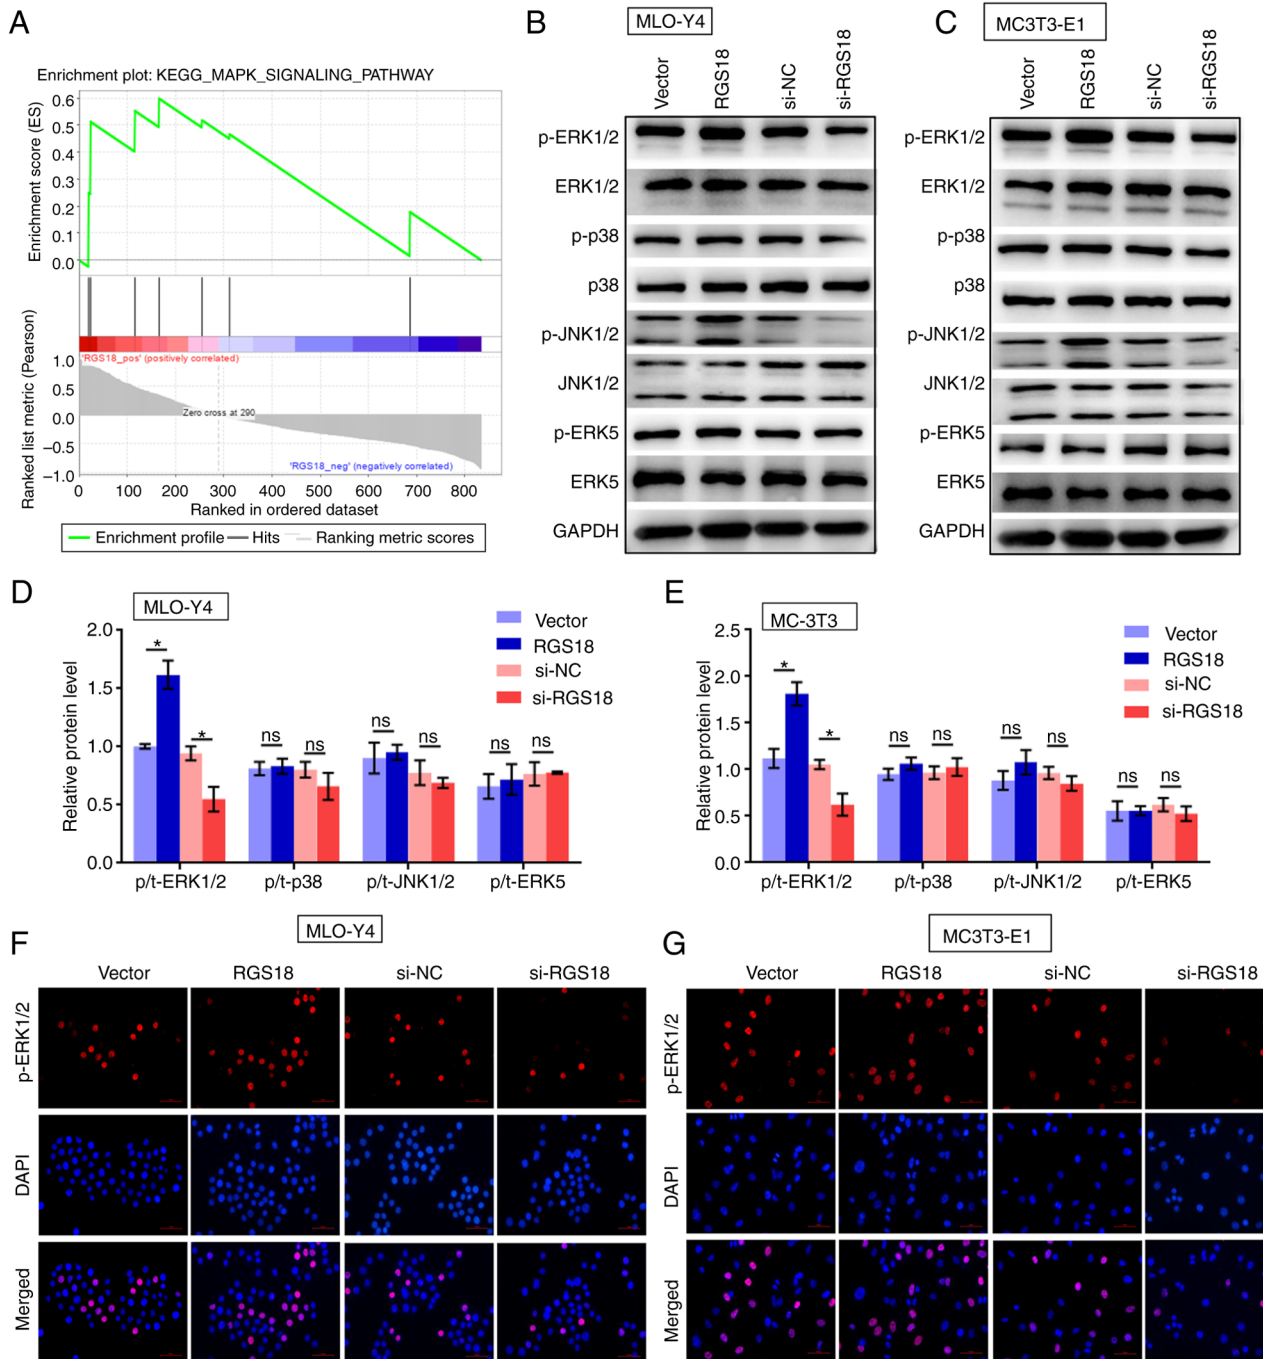 A
Enrichment plot: KEGG_MAPK_SIGNALING_PATHWAY
Enrichment score (ES)
0.6
0.5
0.4
0.3
0.2
0.1
0.0
Ranked list metric (Pearson)
1.0
0.5
0.0
−0.5
−1.0
'RGS18_pos' (positively correlated)
Zero cross at 290
'RGS18_neg' (negatively correlated)
0 100 200 300 400 500 600 700 800
Ranked in ordered dataset
Enrichment profile Hits Ranking metric scores
B
MLO-Y4
Vector RGS18 si-NC si-RGS18
p-ERK1/2
ERK1/2
p-p38
p38
p-JNK1/2
JNK1/2
p-ERK5
ERK5
GAPDH
C
MC3T3-E1
Vector RGS18 si-NC si-RGS18
p-ERK1/2
ERK1/2
p-p38
p38
p-JNK1/2
JNK1/2
p-ERK5
ERK5
GAPDH
D
MLO-Y4
Relative protein level
2.0
1.5
1.0
0.5
0.0
* *
ns ns
ns ns
ns ns
Vector
RGS18
si-NC
si-RGS18
p/t-ERK1/2 p/t-p38 p/t-JNK1/2 p/t-ERK5
E
MC-3T3
Relative protein level
2.5
2.0
1.5
1.0
0.5
0.0
* *
ns ns
ns ns
ns ns
Vector
RGS18
si-NC
si-RGS18
p/t-ERK1/2 p/t-p38 p/t-JNK1/2 p/t-ERK5
F
MLO-Y4
Vector RGS18 si-NC si-RGS18
p-ERK1/2
DAPI
Merged
G
MC3T3-E1
Vector RGS18 si-NC si-RGS18
p-ERK1/2
DAPI
Merged